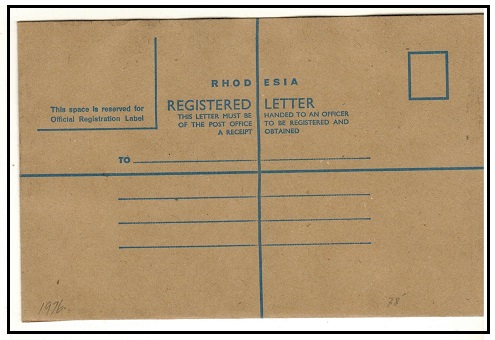 RHODESIA
This space is reserved for
Official Registration Label
REGISTERED LETTER
THIS LETTER MUST BE HANDED TO AN OFFICER
OF THE POST OFFICE TO BE REGISTERED AND
A RECEIPT OBTAINED
TO
1976